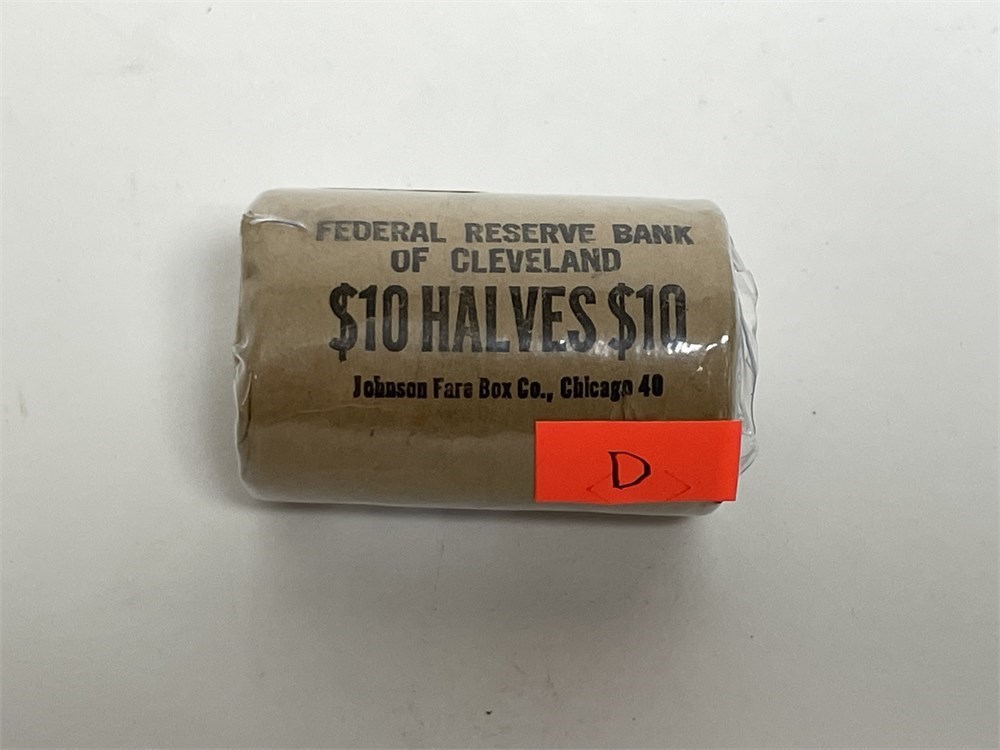 FEDERAL RESERVE BANK
OF CLEVELAND
$10 HALVES $10
Johnson Fare Box Co., Chicago 40
D